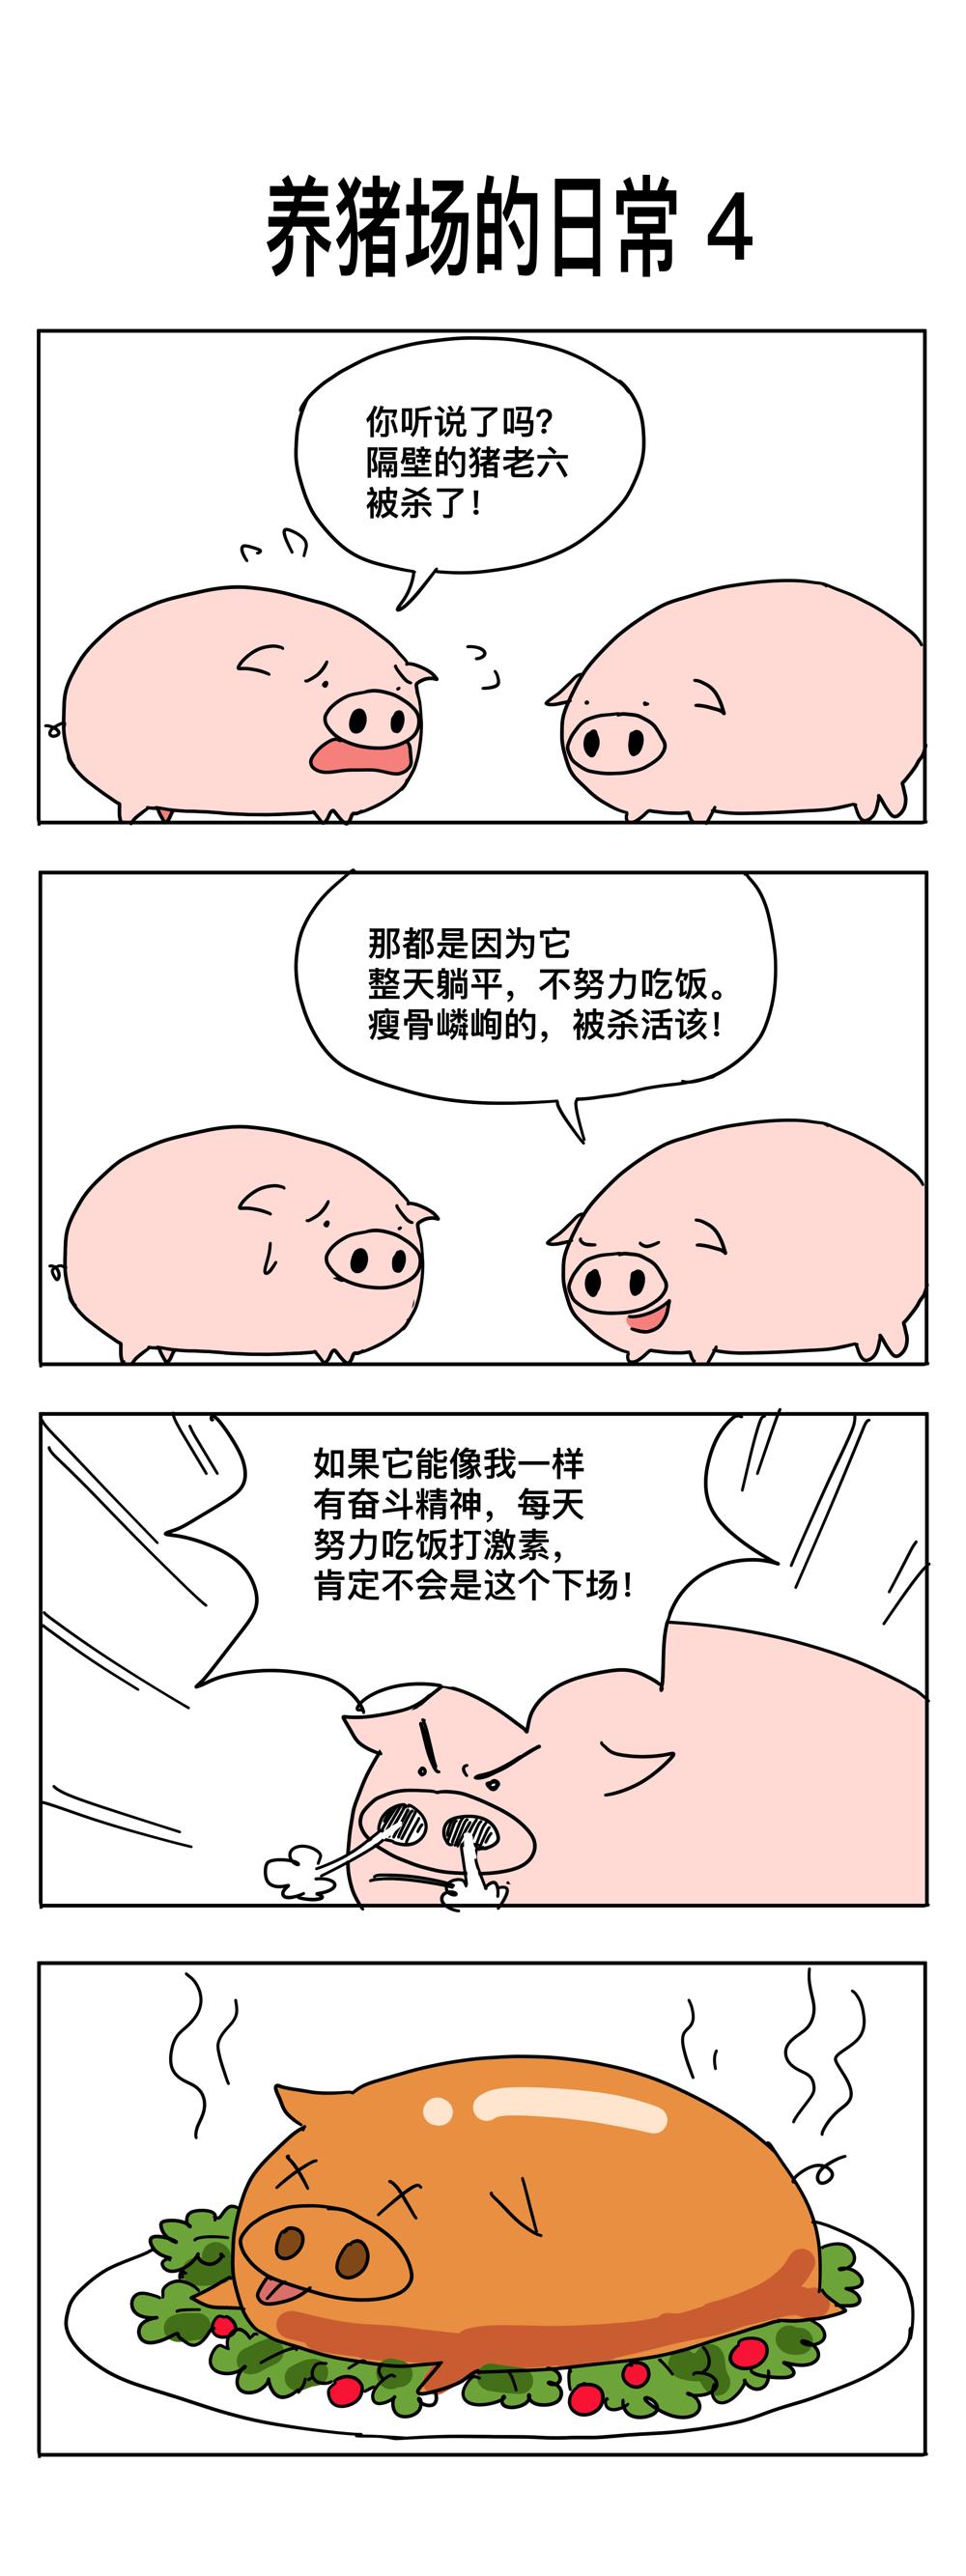 养猪场的日常 4
你听说了吗？
隔壁的猪老六
被杀了！
那都是因为它
整天躺平，不努力吃饭。
瘦骨嶙峋的，被杀活该！
如果它能像我一样
有奋斗精神，每天
努力吃饭打激素，
肯定不会是这个下场！